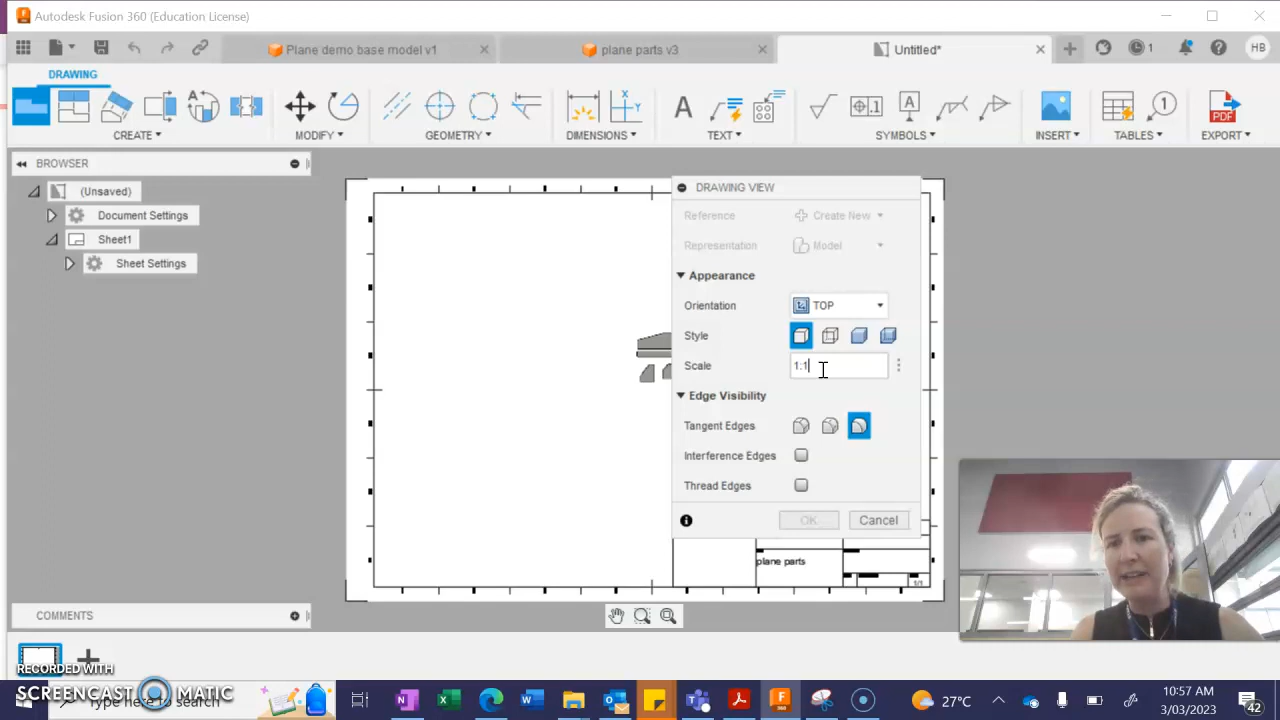 Autodesk Fusion 360 (Education License)
Plane demo base model v1
plane parts v3
Untitled*
1
HB
DRAWING
CREATE
MODIFY
GEOMETRY
DIMENSIONS
TEXT
SYMBOLS
INSERT
TABLES
EXPORT
BROWSER
(Unsaved)
Document Settings
Sheet1
Sheet Settings
DRAWING VIEW
Reference Create New
Representation Model
Appearance
Orientation TOP
Style
Scale 1:1
Edge Visibility
Tangent Edges
Interference Edges
Thread Edges
OK Cancel
plane parts
1/1
COMMENTS
RECORDED WITH
SCREENCAST MATIC
Type here to search
27°C
10:57 AM
3/03/2023
42